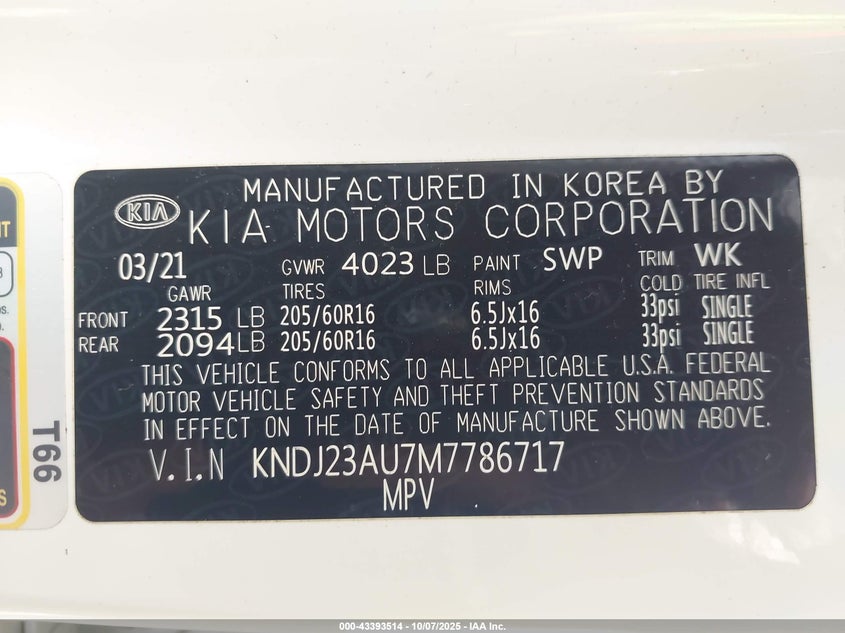 MANUFACTURED IN KOREA BY
KIA KIA MOTORS CORPORATION
03/21 GVWR 4023 LB PAINT SWP TRIM WK
GAWR TIRES RIMS COLD TIRE INFL
FRONT 2315 LB 205/60R16 6.5Jx16 33psi SINGLE
REAR 2094 LB 205/60R16 6.5Jx16 33psi SINGLE
THIS VEHICLE CONFORMS TO ALL APPLICABLE U.S.A. FEDERAL
MOTOR VEHICLE SAFETY AND THEFT PREVENTION STANDARDS
IN EFFECT ON THE DATE OF MANUFACTURE SHOWN ABOVE.
V.I.N KNDJ23AU7M7786717
MPV
T66
000-43393514 - 10/07/2025 - IAA Inc.